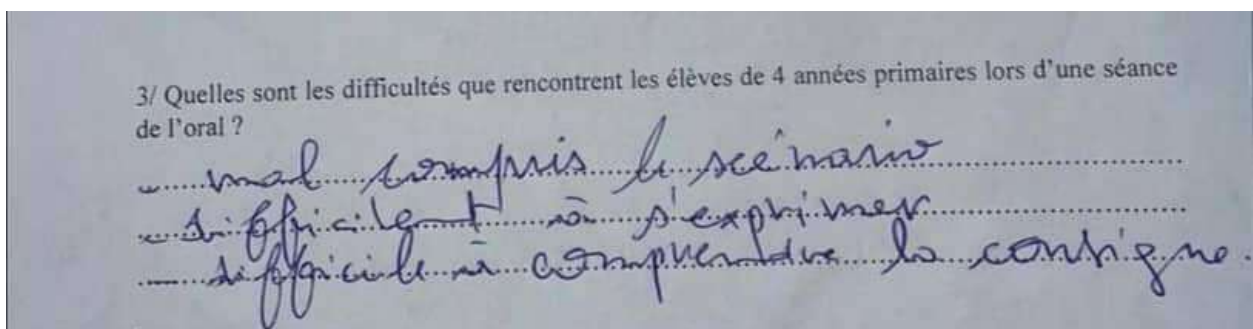 3/ Quelles sont les difficultés que rencontrent les élèves de 4 années primaires lors d'une séance
de l'oral ?
- mal compris le scénario
- difficilent à s'exprimer
- difficile à comprendre la consigne.